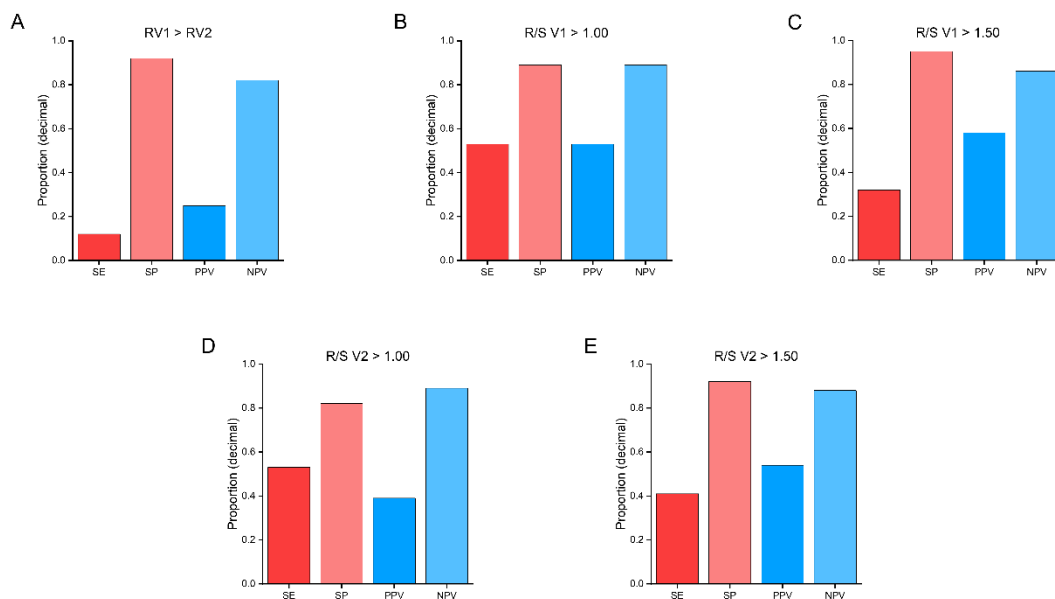 A
RV1 > RV2
Proportion (decimal)
1.0
0.8
0.6
0.4
0.2
0.0
SE SP PPV NPV
B
R/S V1 > 1.00
Proportion (decimal)
1.0
0.8
0.6
0.4
0.2
0.0
SE SP PPV NPV
C
R/S V1 > 1.50
Proportion (decimal)
1.0
0.8
0.6
0.4
0.2
0.0
SE SP PPV NPV
D
R/S V2 > 1.00
Proportion (decimal)
1.0
0.8
0.6
0.4
0.2
0.0
SE SP PPV NPV
E
R/S V2 > 1.50
Proportion (decimal)
1.0
0.8
0.6
0.4
0.2
0.0
SE SP PPV NPV